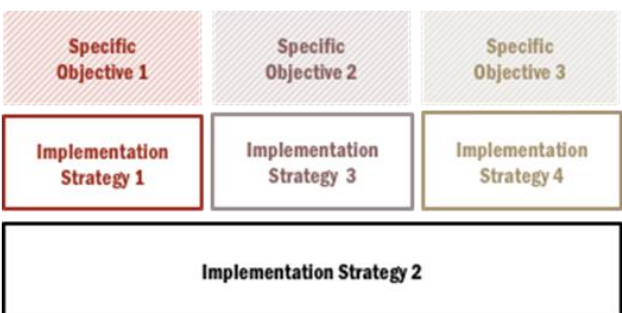 Specific
Objective 1
Specific
Objective 2
Specific
Objective 3
Implementation
Strategy 1
Implementation
Strategy 3
Implementation
Strategy 4
Implementation Strategy 2